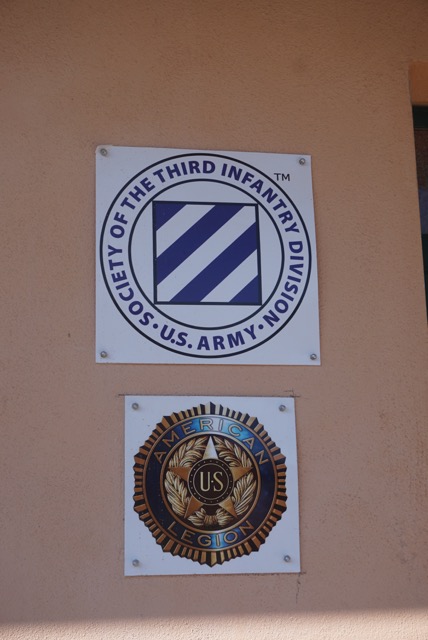 SOCIETY OF THE THIRD INFANTRY DIVISION
TM
• U.S. ARMY •
AMERICAN
U·S
LEGION